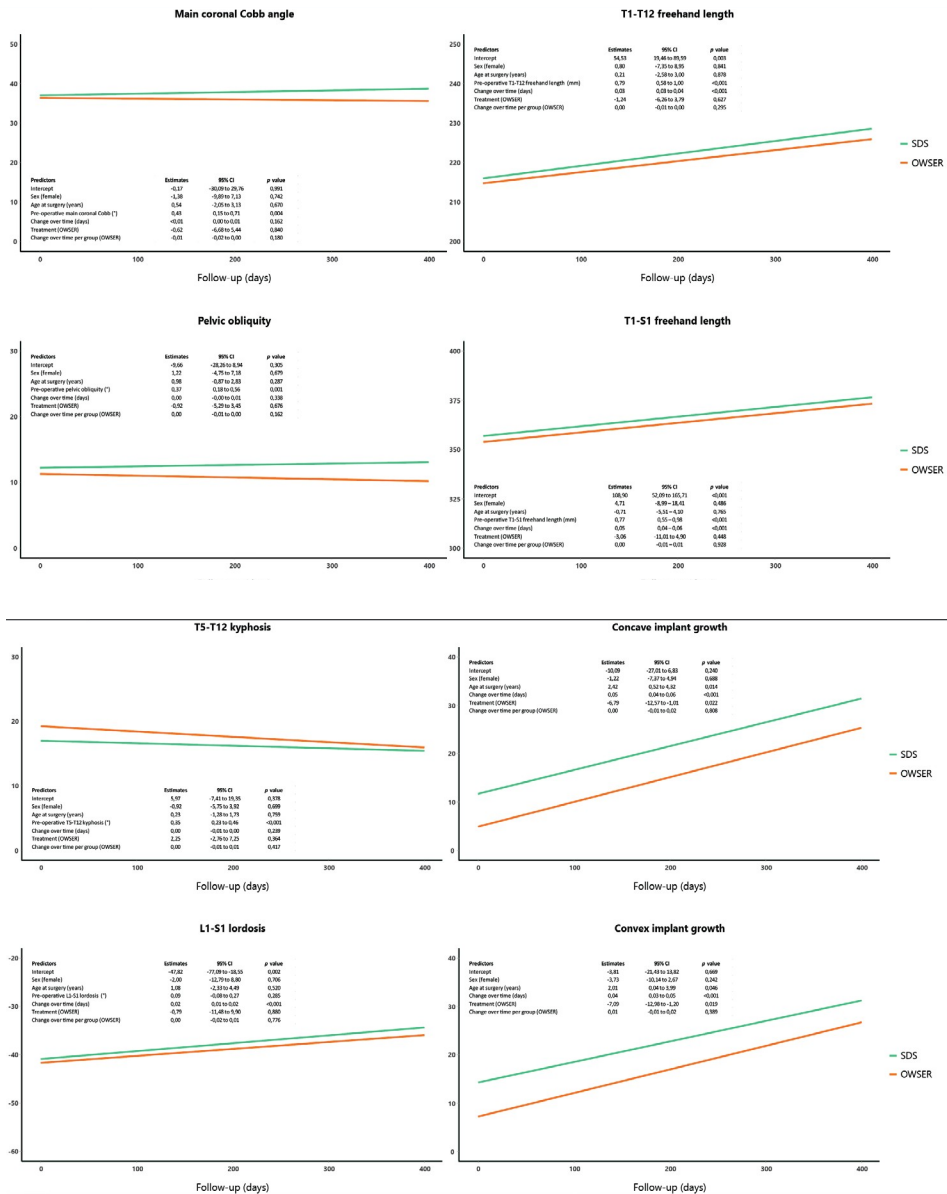 Main coronal Cobb angle
50
40
30
20
10
0
Predictors Estimates 95% CI p value
Intercept -0,17 -30,09 to 29,76 0,991
Sex (female) -1,38 -9,89 to 7,13 0,742
Age at surgery (years) 0,54 -2,05 to 3,13 0,670
Pre-operative main coronal Cobb (°) 0,43 0,15 to 0,71 0,004
Change over time (days) <0,01 0,00 to 0,01 0,162
Treatment (OWSER) -0,62 -6,68 to 5,44 0,840
Change over time per group (OWSER) -0,01 -0,02 to 0,00 0,180
0 100 200 300 400
Follow-up (days)
T1-T12 freehand length
250
240
230
220
210
200
Predictors Estimates 95% CI p value
Intercept 54,53 19,46 to 89,59 0,003
Sex (female) 0,80 -7,35 to 8,95 0,841
Age at surgery (years) 0,21 -2,58 to 3,00 0,878
Pre-operative T1-T12 freehand length (mm) 0,79 0,58 to 1,00 <0,001
Change over time (days) 0,03 0,03 to 0,04 <0,001
Treatment (OWSER) -1,24 -6,26 to 3,79 0,627
Change over time per group (OWSER) 0,00 -0,01 to 0,00 0,295
SDS
OWSER
0 100 200 300 400
Follow-up (days)
Pelvic obliquity
30
20
10
0
Predictors Estimates 95% CI p value
Intercept -9,66 -28,26 to 8,94 0,305
Sex (female) 1,22 -4,75 to 7,18 0,679
Age at surgery (years) 0,98 -0,87 to 2,83 0,287
Pre-operative pelvic obliquity (°) 0,37 0,18 to 0,56 0,001
Change over time (days) 0,00 -0,00 to 0,01 0,338
Treatment (OWSER) -0,92 -5,29 to 3,45 0,676
Change over time per group (OWSER) 0,00 -0,01 to 0,00 0,162
T1-S1 freehand length
400
375
350
325
300
SDS
OWSER
Predictors Estimates 95% CI p value
Intercept 108,90 52,09 to 165,71 <0,001
Sex (female) 4,71 -8,99 – 18,41 0,486
Age at surgery (years) -0,71 -5,51 – 4,10 0,765
Pre-operative T1-S1 freehand length (mm) 0,77 0,55 – 0,98 <0,001
Change over time (days) 0,05 0,04 – 0,06 <0,001
Treatment (OWSER) -3,06 -11,01 to 4,90 0,448
Change over time per group (OWSER) 0,00 -0,01 – 0,01 0,928
T5-T12 kyphosis
30
20
10
0
Predictors Estimates 95% CI p value
Intercept 5,97 -7,41 to 19,35 0,378
Sex (female) -0,92 -5,75 to 3,92 0,699
Age at surgery (years) 0,23 -1,28 to 1,73 0,759
Pre-operative T5-T12 kyphosis (°) 0,35 0,23 to 0,46 <0,001
Change over time (days) 0,00 -0,01 to 0,00 0,239
Treatment (OWSER) 2,25 -2,76 to 7,25 0,364
Change over time per group (OWSER) 0,00 -0,01 to 0,01 0,417
0 100 200 300 400
Follow-up (days)
Concave implant growth
40
30
20
10
0
Predictors Estimates 95% CI p value
Intercept -10,09 -27,01 to 6,83 0,240
Sex (female) -1,22 -7,37 to 4,94 0,688
Age at surgery (years) 2,42 0,52 to 4,32 0,014
Change over time (days) 0,05 0,04 to 0,06 <0,001
Treatment (OWSER) -6,79 -12,57 to -1,01 0,022
Change over time per group (OWSER) 0,00 -0,01 to 0,02 0,808
SDS
OWSER
0 100 200 300 400
Follow-up (days)
L1-S1 lordosis
-20
-30
-40
-50
-60
Predictors Estimates 95% CI p value
Intercept -47,82 -77,09 to -18,55 0,002
Sex (female) -2,00 -12,79 to 8,80 0,706
Age at surgery (years) 1,08 -2,33 to 4,49 0,520
Pre-operative L1-S1 lordosis (°) 0,09 -0,08 to 0,27 0,285
Change over time (days) 0,02 0,01 to 0,02 <0,001
Treatment (OWSER) -0,79 -11,48 to 9,90 0,880
Change over time per group (OWSER) 0,00 -0,02 to 0,01 0,776
0 100 200 300 400
Follow-up (days)
Convex implant growth
40
30
20
10
0
Predictors Estimates 95% CI p value
Intercept -3,81 -21,43 to 13,82 0,669
Sex (female) -3,73 -10,14 to 2,67 0,242
Age at surgery (years) 2,01 0,04 to 3,99 0,046
Change over time (days) 0,04 0,03 to 0,05 <0,001
Treatment (OWSER) -7,09 -12,98 to -1,20 0,019
Change over time per group (OWSER) 0,01 -0,01 to 0,02 0,389
SDS
OWSER
0 100 200 300 400
Follow-up (days)